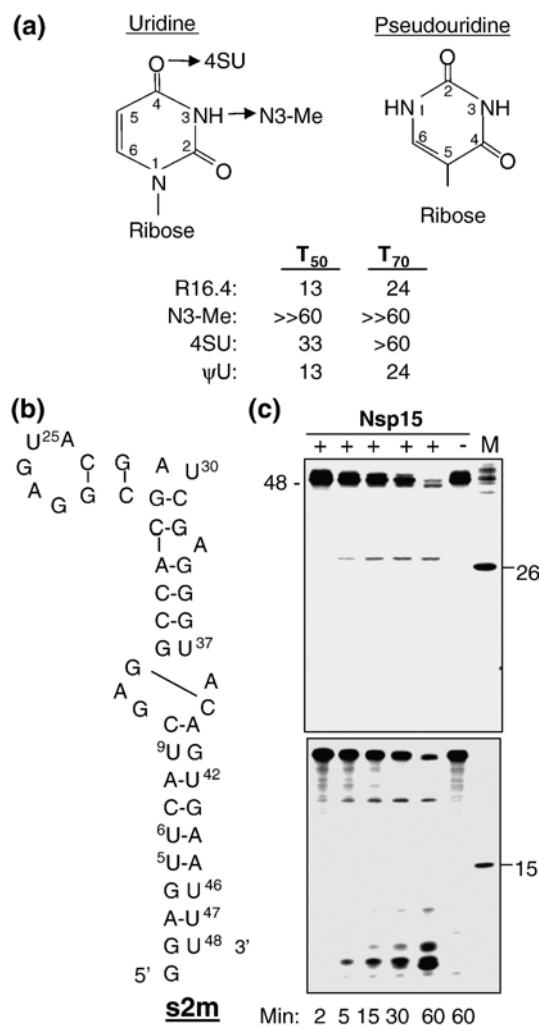 (a)
Uridine
Pseudouridine
O → 4SU
O
4
2
5
3
NH → N3-Me
HN
1
3
NH
6
2
O
6
4
1
5
O
N
Ribose
Ribose
T50
T70
R16.4: 13 24
N3-Me: >>60 >>60
4SU: 33 >60
ψU: 13 24
(b)
(c)
Nsp15
+ + + + + - M
48 -
26
15
U25 A C G A U30
G G G C G-C C
A G C G A
A-G G
C-C G
C G
G U37
G A
A G C
C A
9U G
A U42
C G
6U A
5U A
G U46
A U47
G U48 3'
5' G
s2m
Min: 2 5 15 30 60 60